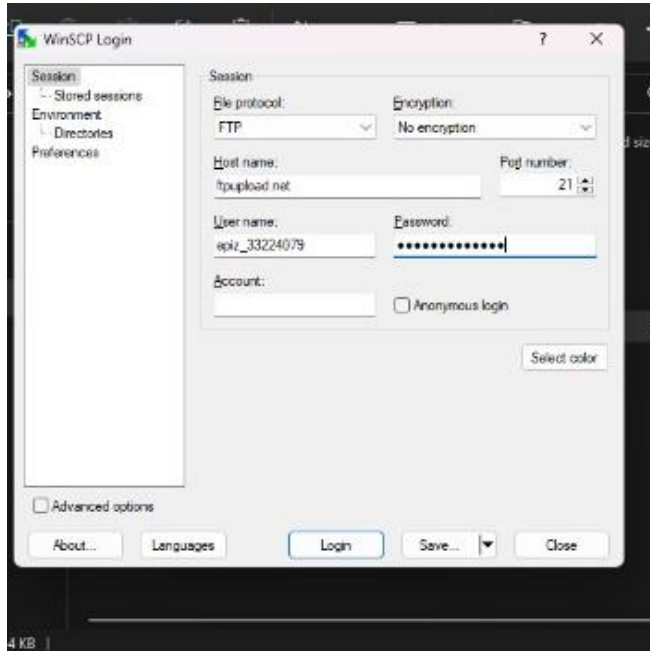 WinSCP Login ? ×
Session
Stored sessions
Environment
Directories
Preferences
Session
File protocol:
Encryption:
FTP
No encryption
Host name:
Port number:
ftpupload.net
21
User name:
Password:
epiz_33224079
•••••••••••••
Account:
Anonymous login
Select color
Advanced options
About...
Languages
Login
Save...
Close
4 KB